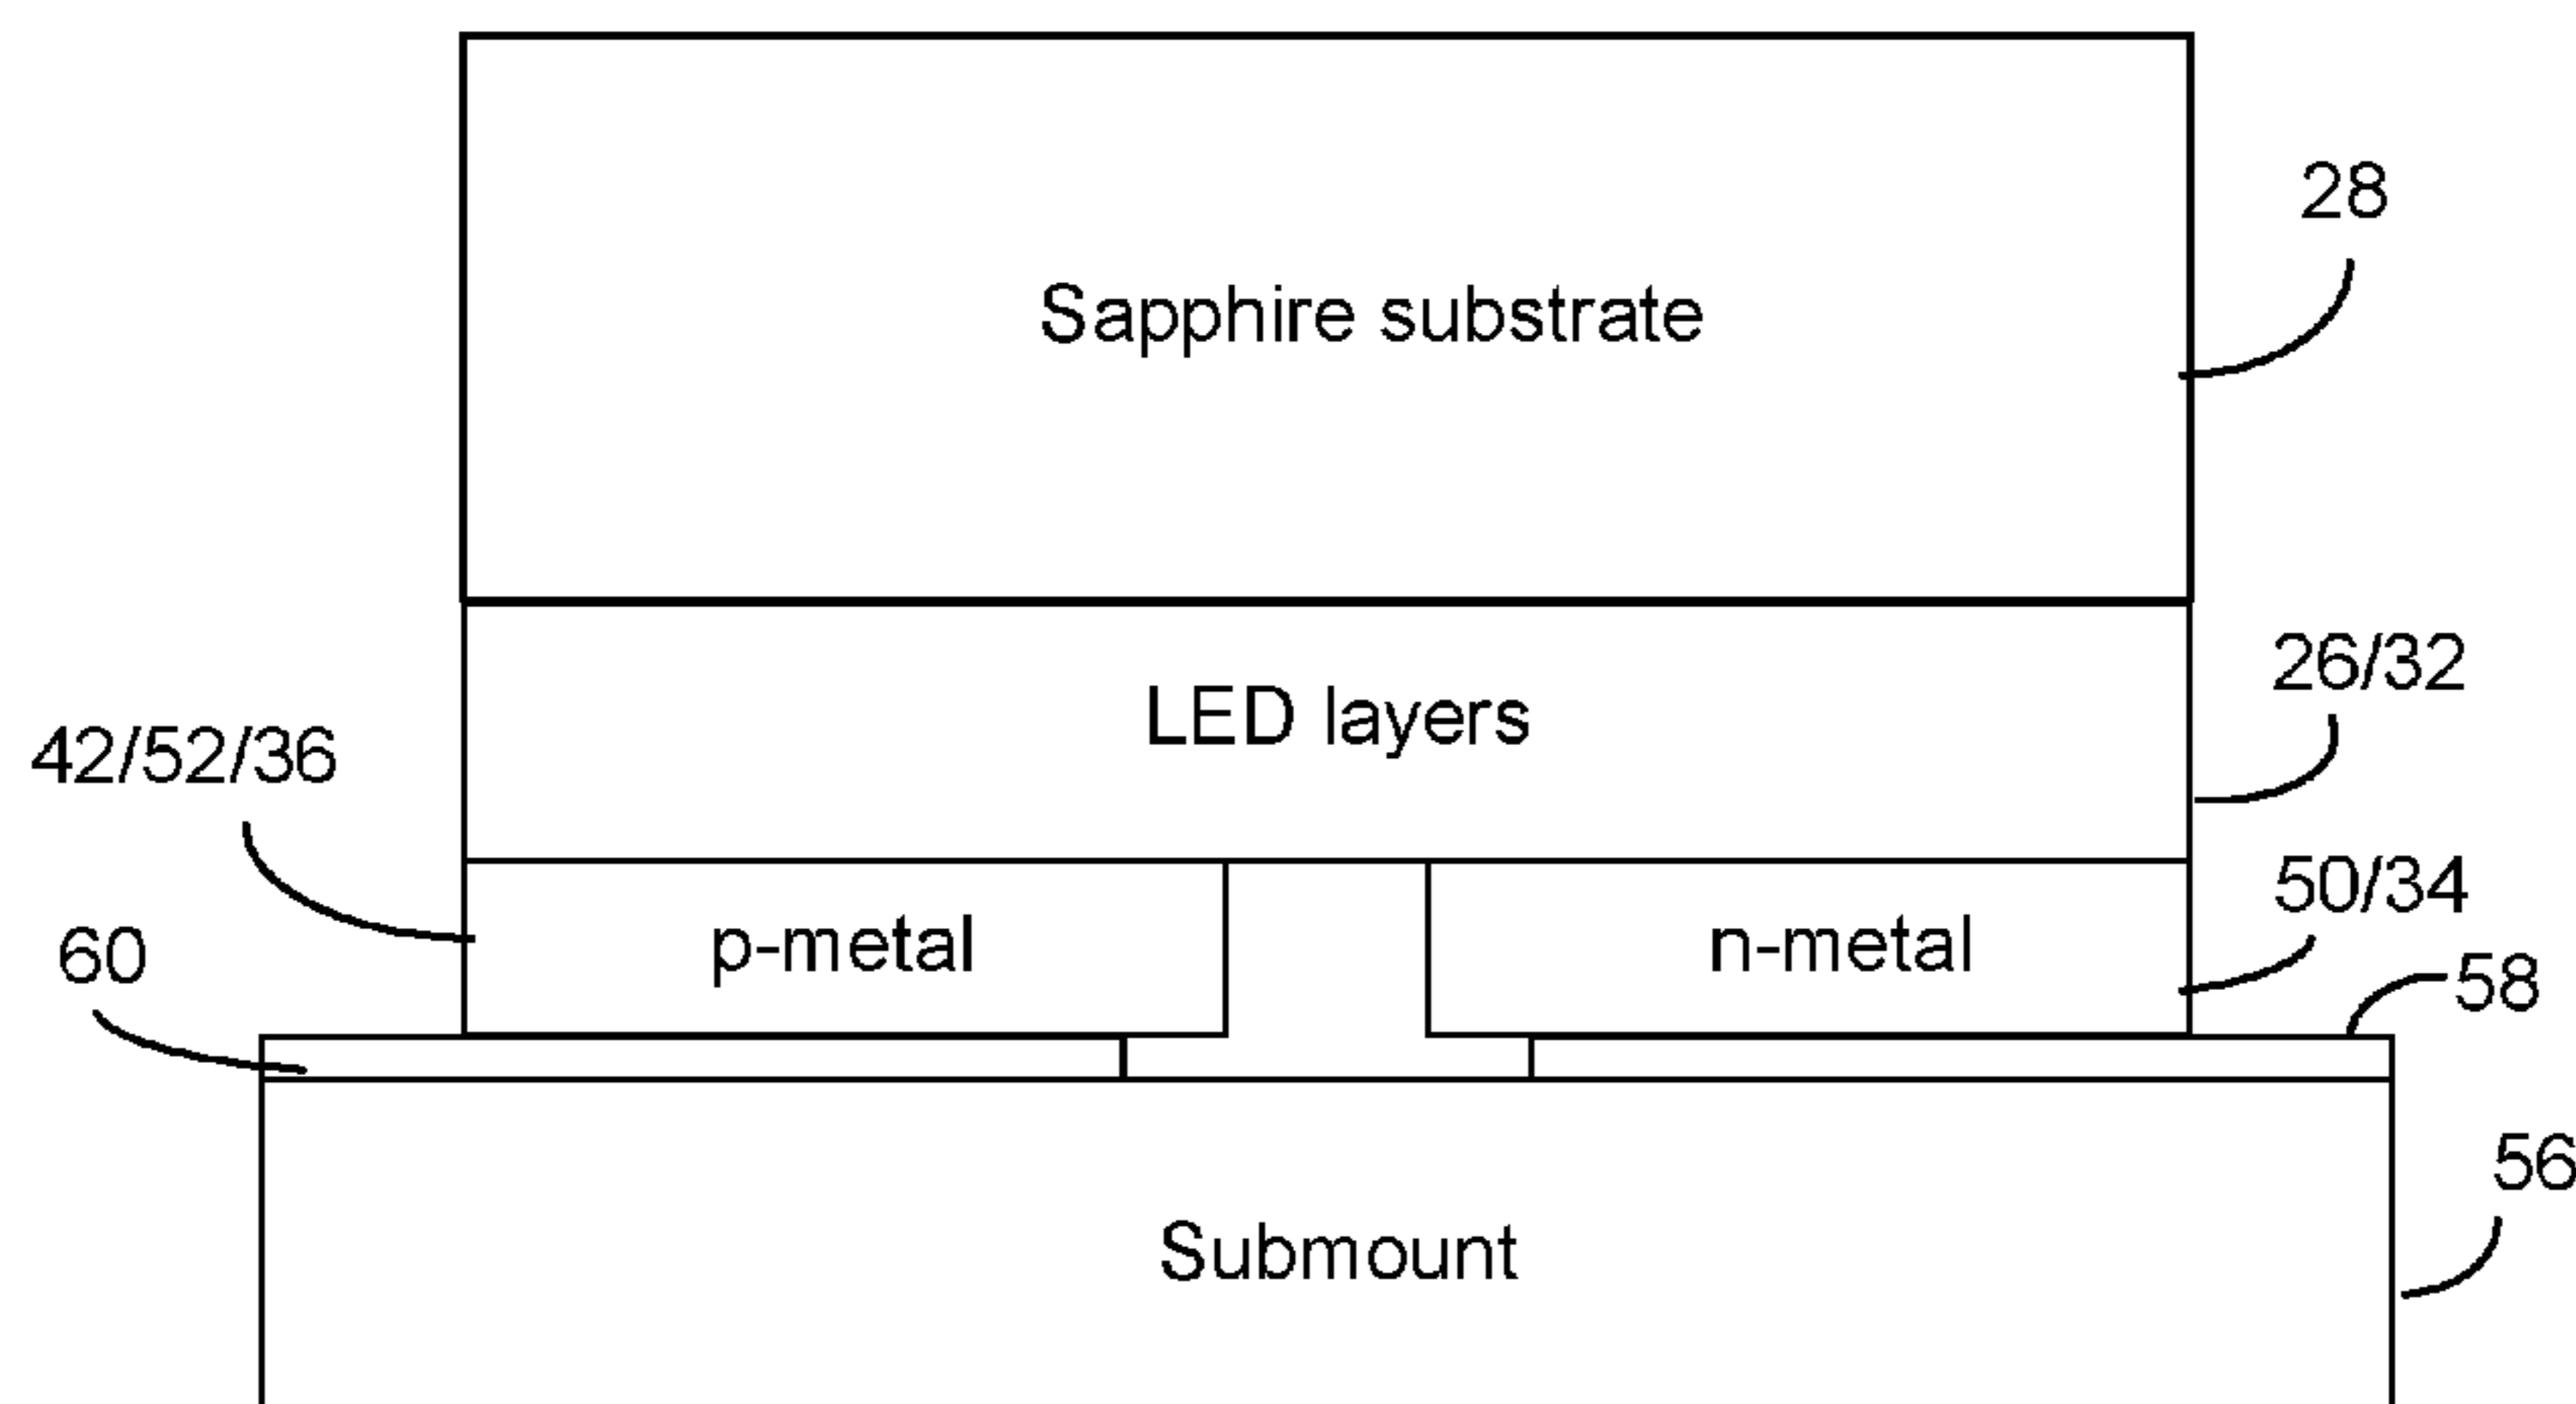 28
Sapphire substrate
26/32
LED layers
42/52/36
50/34
p-metal
n-metal
60
58
56
Submount